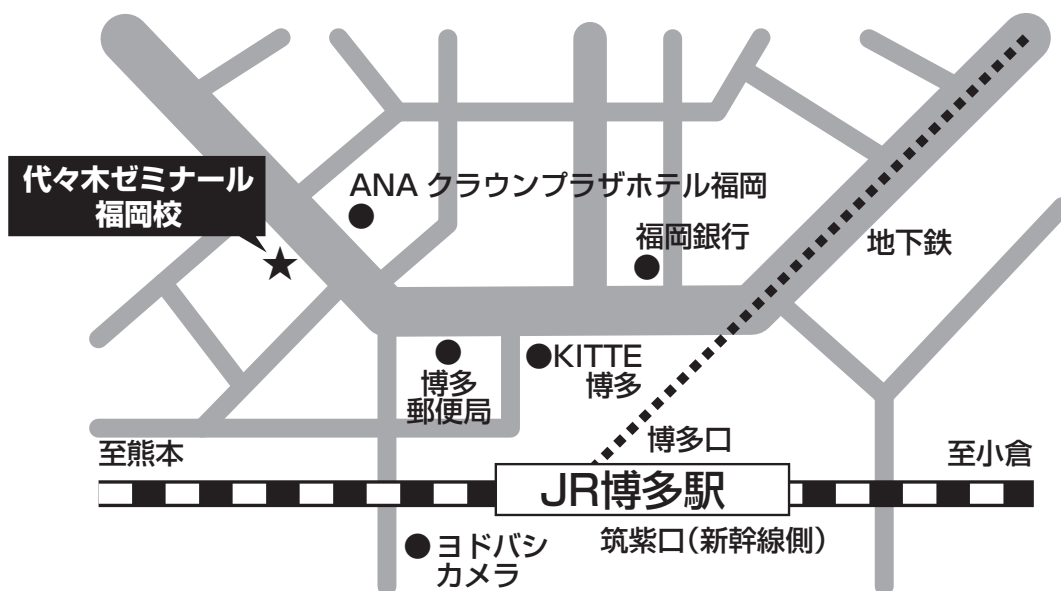 代々木ゼミナール
福岡校
ANA クラウンプラザホテル福岡
福岡銀行
地下鉄
KITTE
博多
博多
郵便局
博多口
至熊本
至小倉
JR博多駅
筑紫口(新幹線側)
ヨドバシ
カメラ